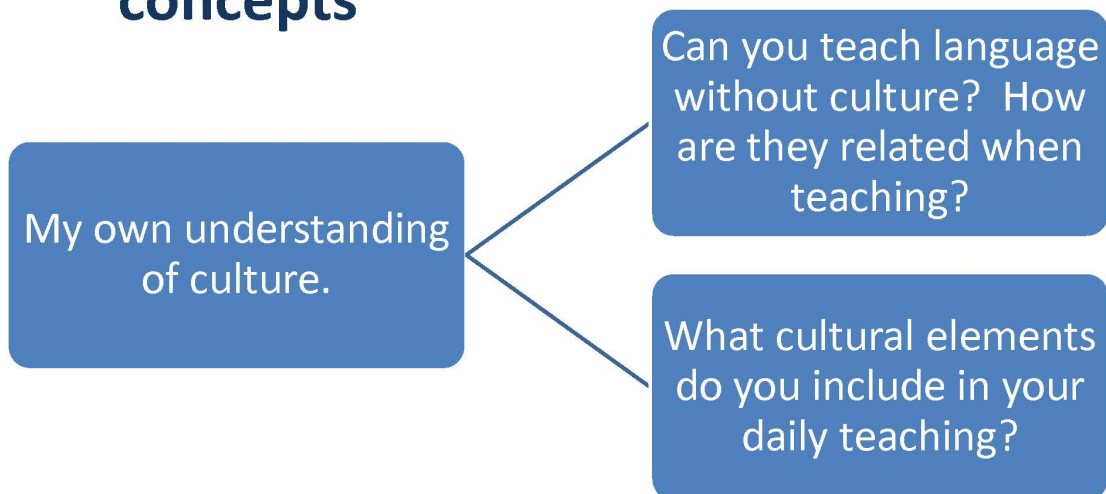 concepts
My own understanding
of culture.
Can you teach language
without culture?  How
are they related when
teaching?
What cultural elements
do you include in your
daily teaching?